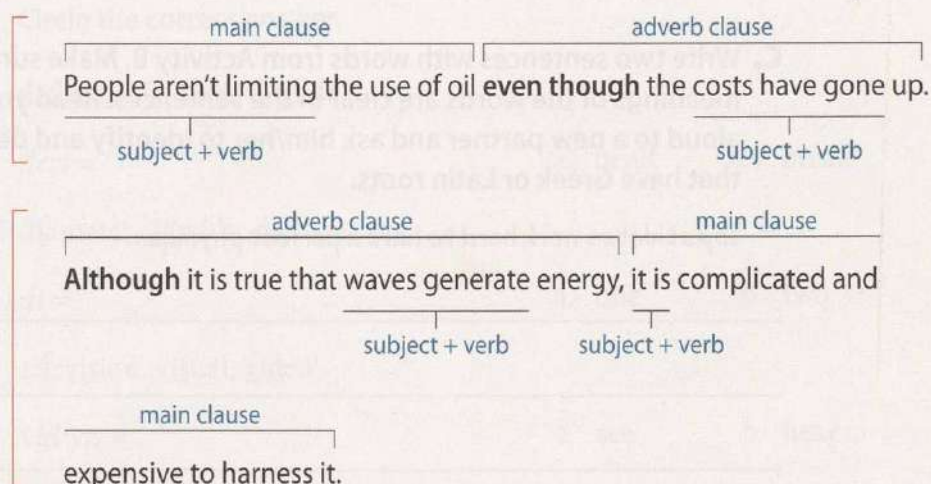 main clause adverb clause
People aren't limiting the use of oil even though the costs have gone up.
subject + verb subject + verb
adverb clause main clause
Although it is true that waves generate energy, it is complicated and
subject + verb subject + verb
main clause
expensive to harness it.